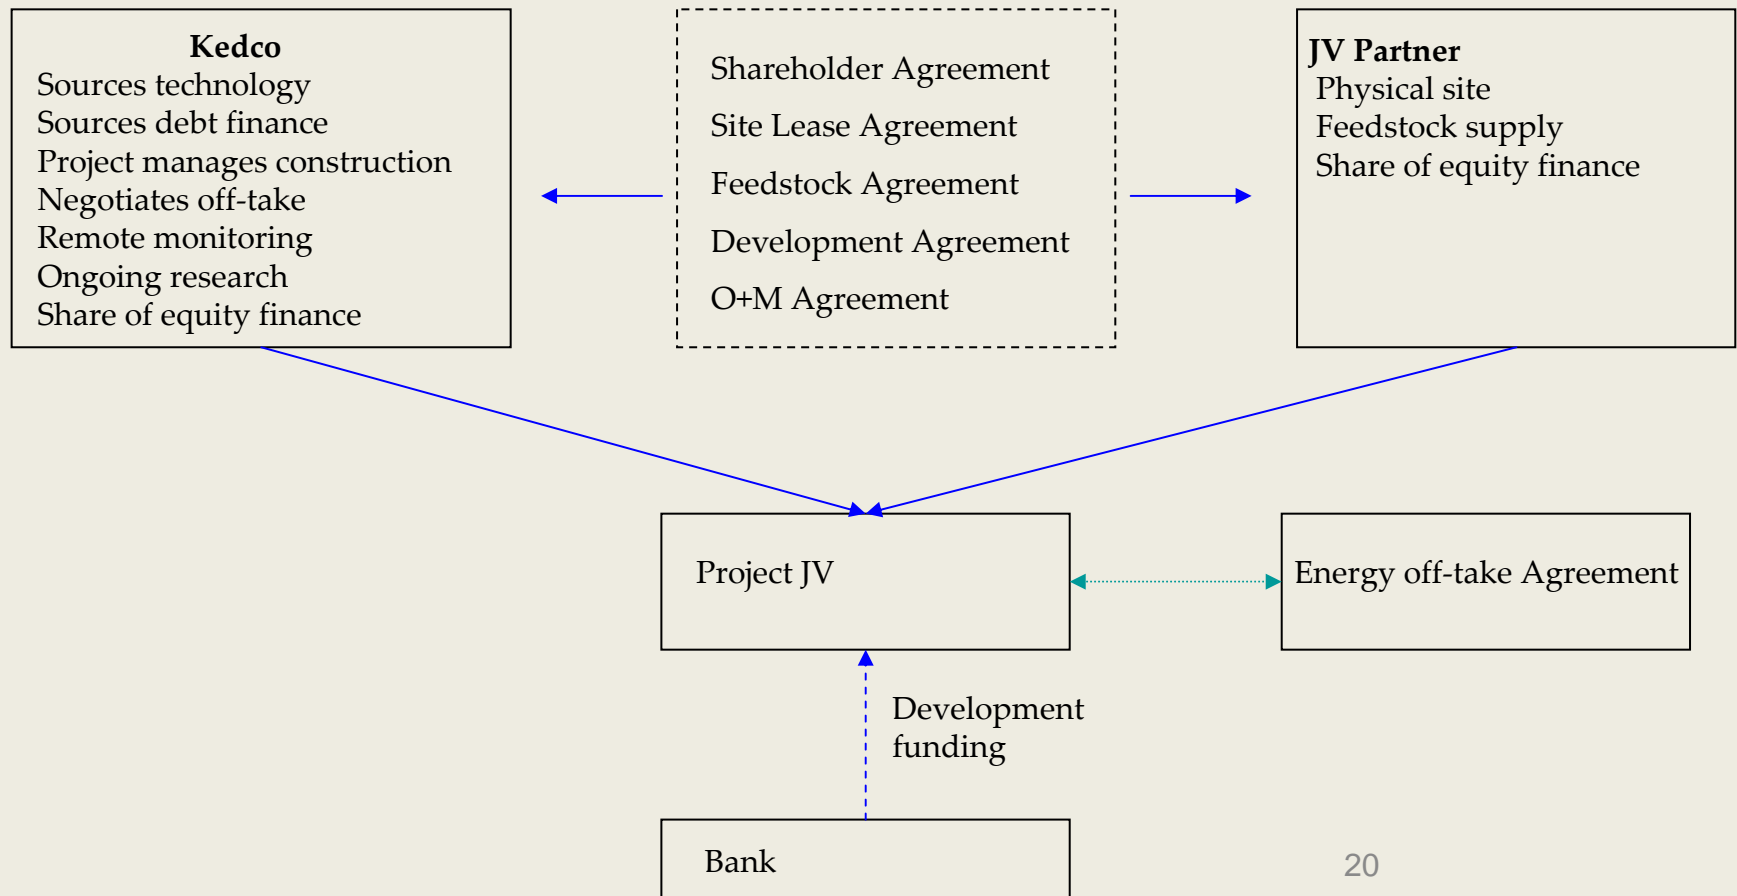 Kedco
Sources technology
Sources debt finance
Project manages construction
Negotiates off-take
Remote monitoring
Ongoing research
Share of equity finance
Shareholder Agreement
Site Lease Agreement
Feedstock Agreement
Development Agreement
O+M Agreement
JV Partner
Physical site
Feedstock supply
Share of equity finance
Project JV
Energy off-take Agreement
Development
funding
Bank
20